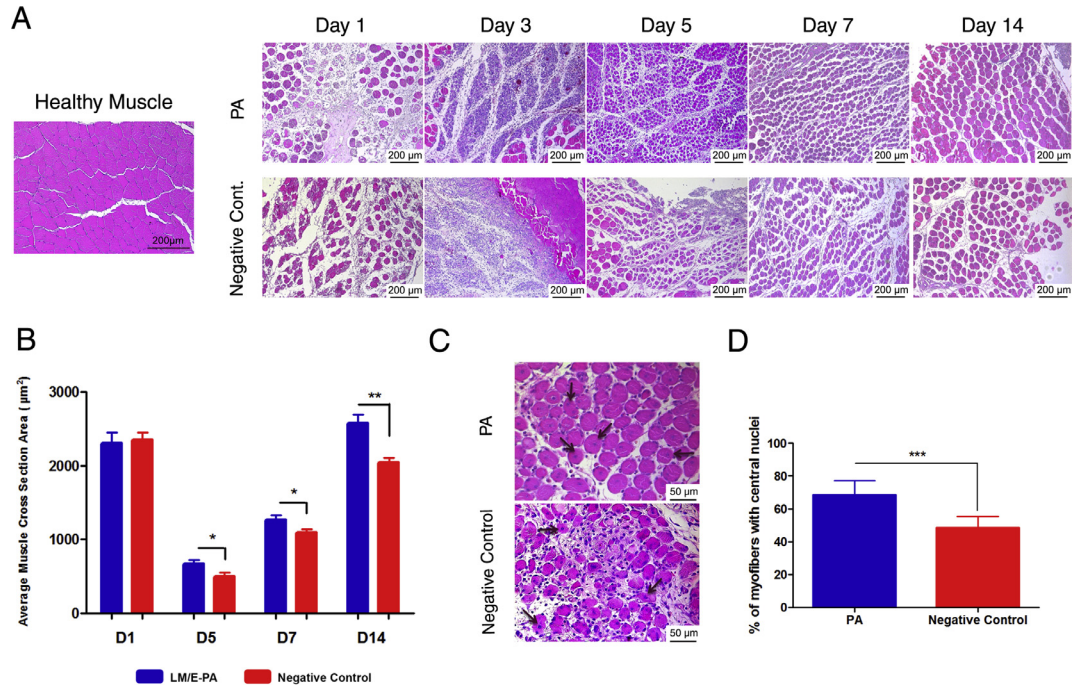 A
Day 1 Day 3 Day 5 Day 7 Day 14
Healthy Muscle
200µm
PA
200 µm 200 µm 200 µm 200 µm 200 µm
Negative Cont.
200 µm 200 µm 200 µm 200 µm 200 µm
B
Average Muscle Cross Section Area ( µm²)
3000
2000
1000
0
*
*
**
D1 D5 D7 D14
LM/E-PA Negative Control
C
PA
50 µm
Negative Control
50 µm
D
% of myofibers with central nuclei
100
80
60
40
20
0
***
PA Negative Control